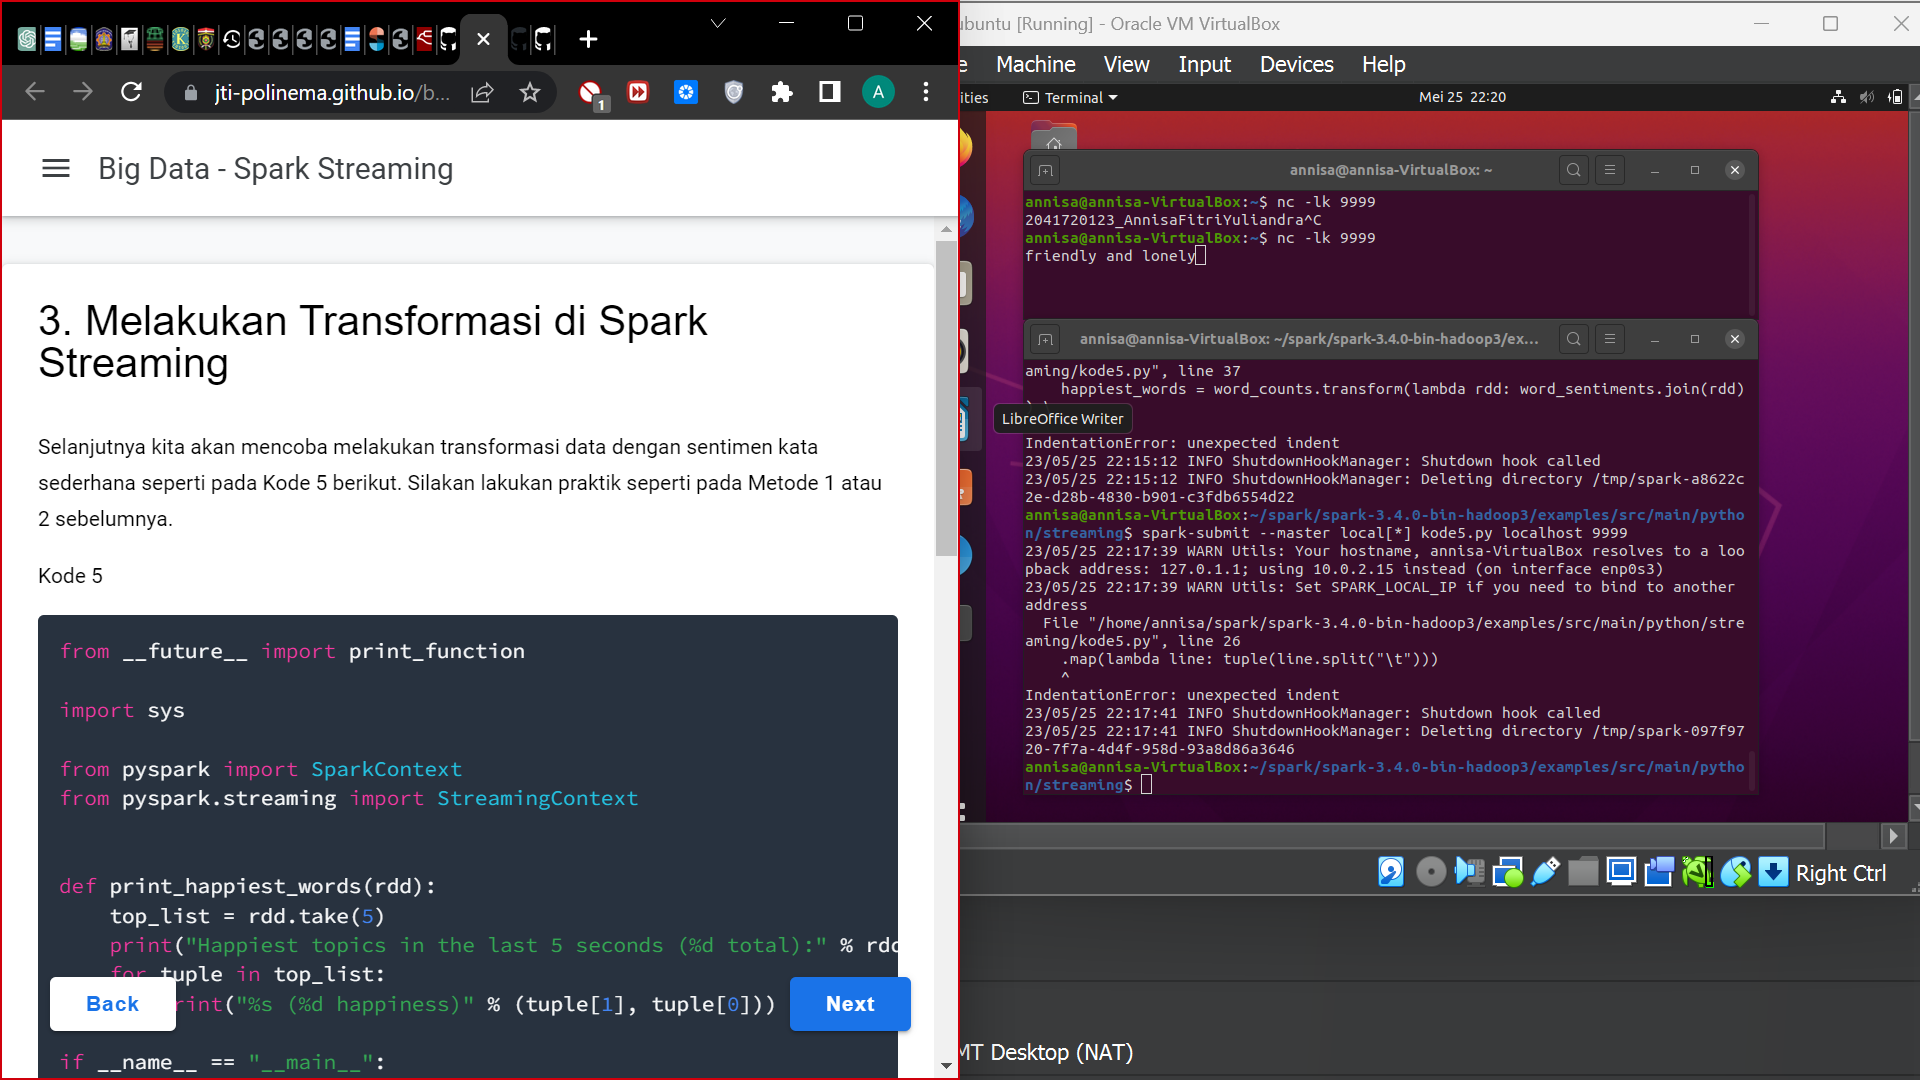 jti-polinema.github.io/b...
1
A
Big Data - Spark Streaming
3. Melakukan Transformasi di Spark
Streaming
Selanjutnya kita akan mencoba melakukan transformasi data dengan sentimen kata
sederhana seperti pada Kode 5 berikut. Silakan lakukan praktik seperti pada Metode 1 atau
2 sebelumnya.
Kode 5
from __future__ import print_function
import sys
from pyspark import SparkContext
from pyspark.streaming import StreamingContext
def print_happiest_words(rdd):
top_list = rdd.take(5)
print("Happiest topics in the last 5 seconds (%d total):" % rdd
for tuple in top_list:
rint("%s (%d happiness)" % (tuple[1], tuple[0]))
Back
Next
if __name__ == "__main__":
ubuntu [Running] - Oracle VM VirtualBox
e Machine View Input Devices Help
ities Terminal Mei 25 22:20
annisa@annisa-VirtualBox: ~
annisa@annisa-VirtualBox:~$ nc -lk 9999
2041720123_AnnisaFitriYuliandra^C
annisa@annisa-VirtualBox:~$ nc -lk 9999
friendly and lonely
annisa@annisa-VirtualBox: ~/spark/spark-3.4.0-bin-hadoop3/ex...
aming/kode5.py", line 37
happiest_words = word_counts.transform(lambda rdd: word_sentiments.join(rdd)
LibreOffice Writer
IndentationError: unexpected indent
23/05/25 22:15:12 INFO ShutdownHookManager: Shutdown hook called
23/05/25 22:15:12 INFO ShutdownHookManager: Deleting directory /tmp/spark-a8622c
2e-d28b-4830-b901-c3fdb6554d22
annisa@annisa-VirtualBox:~/spark/spark-3.4.0-bin-hadoop3/examples/src/main/pytho
n/streaming$ spark-submit --master local[*] kode5.py localhost 9999
23/05/25 22:17:39 WARN Utils: Your hostname, annisa-VirtualBox resolves to a loo
pback address: 127.0.1.1; using 10.0.2.15 instead (on interface enp0s3)
23/05/25 22:17:39 WARN Utils: Set SPARK_LOCAL_IP if you need to bind to another
address
File "/home/annisa/spark/spark-3.4.0-bin-hadoop3/examples/src/main/python/stre
aming/kode5.py", line 26
.map(lambda line: tuple(line.split("\t")))
^
IndentationError: unexpected indent
23/05/25 22:17:41 INFO ShutdownHookManager: Shutdown hook called
23/05/25 22:17:41 INFO ShutdownHookManager: Deleting directory /tmp/spark-097f97
20-7f7a-4d4f-958d-93a8d86a3646
annisa@annisa-VirtualBox:~/spark/spark-3.4.0-bin-hadoop3/examples/src/main/pytho
n/streaming$
Right Ctrl
MT Desktop (NAT)